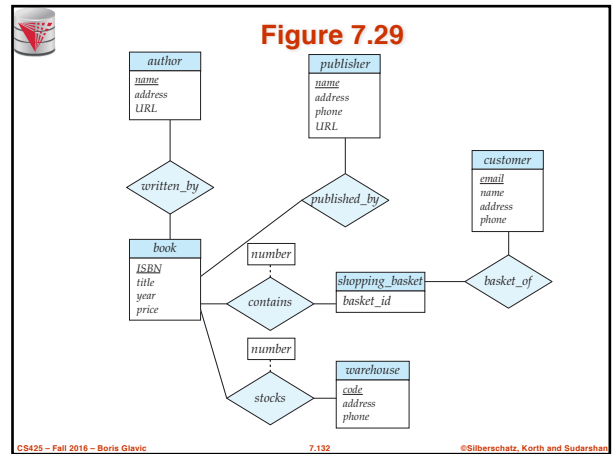 Figure 7.29
author
name
address
URL
publisher
name
address
phone
URL
customer
email
name
address
phone
written_by
published_by
book
ISBN
title
year
price
number
contains
shopping_basket
basket_id
basket_of
number
stocks
warehouse
code
address
phone
CS425 – Fall 2016 – Boris Glavic
7.132
©Silberschatz, Korth and Sudarshan